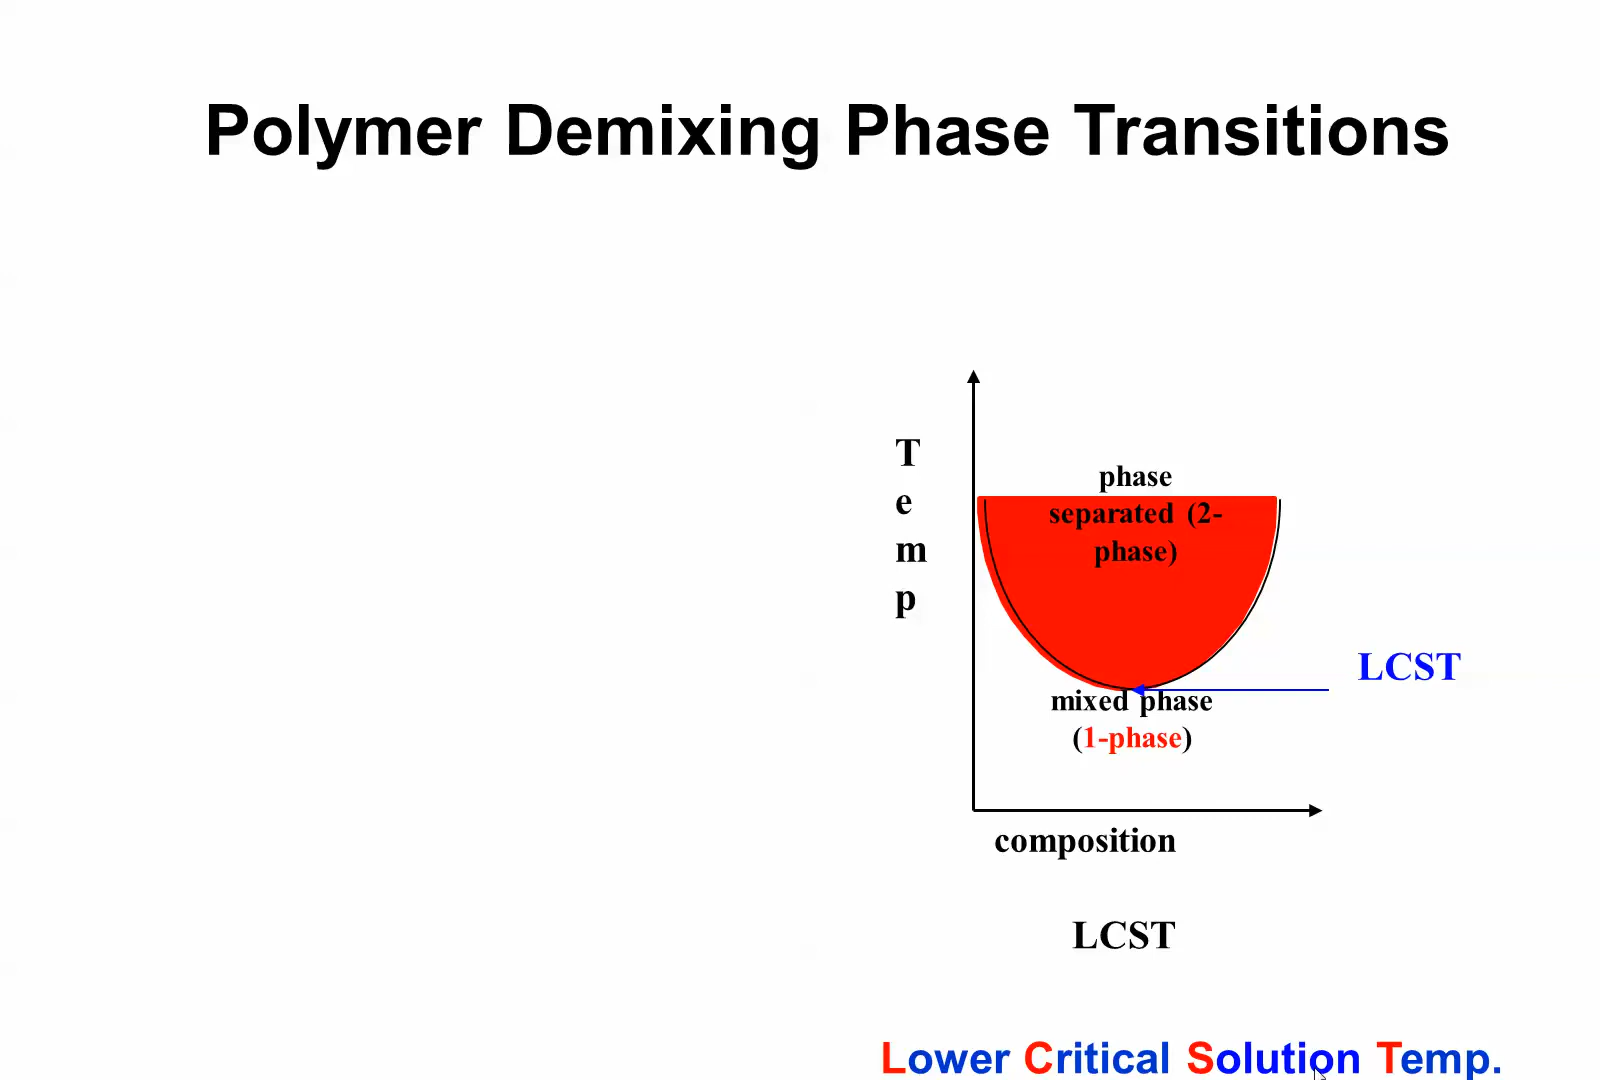 Polymer Demixing Phase Transitions
Temp
phase
separated (2-
phase)
LCST
mixed phase
(1-phase)
composition
LCST
Lower Critical Solution Temp.